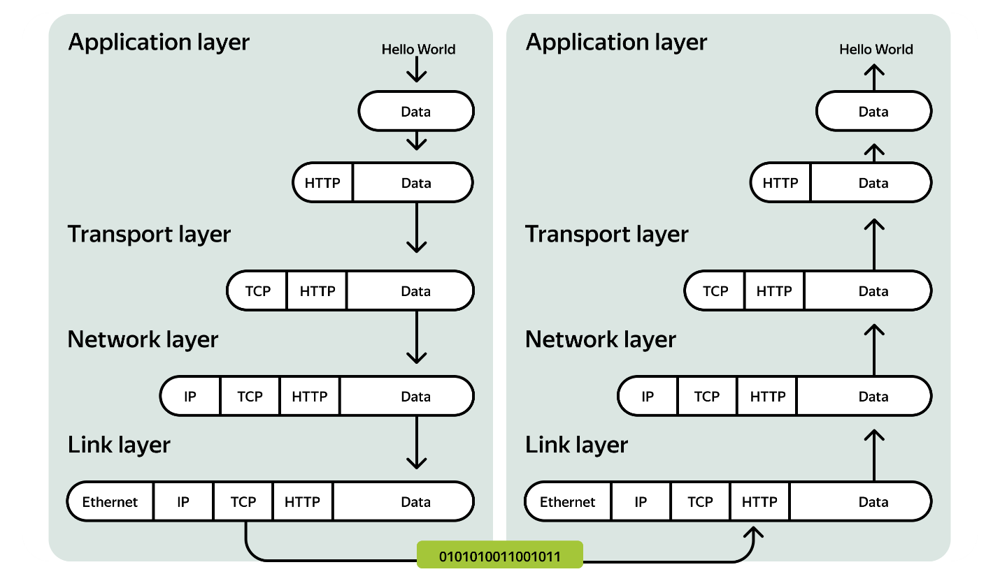 Application layer
Hello World
Data
HTTP Data
Transport layer
TCP HTTP Data
Network layer
IP TCP HTTP Data
Link layer
Ethernet IP TCP HTTP Data
Application layer
Hello World
Data
HTTP Data
Transport layer
TCP HTTP Data
Network layer
IP TCP HTTP Data
Link layer
Ethernet IP TCP HTTP Data
0101010011001011